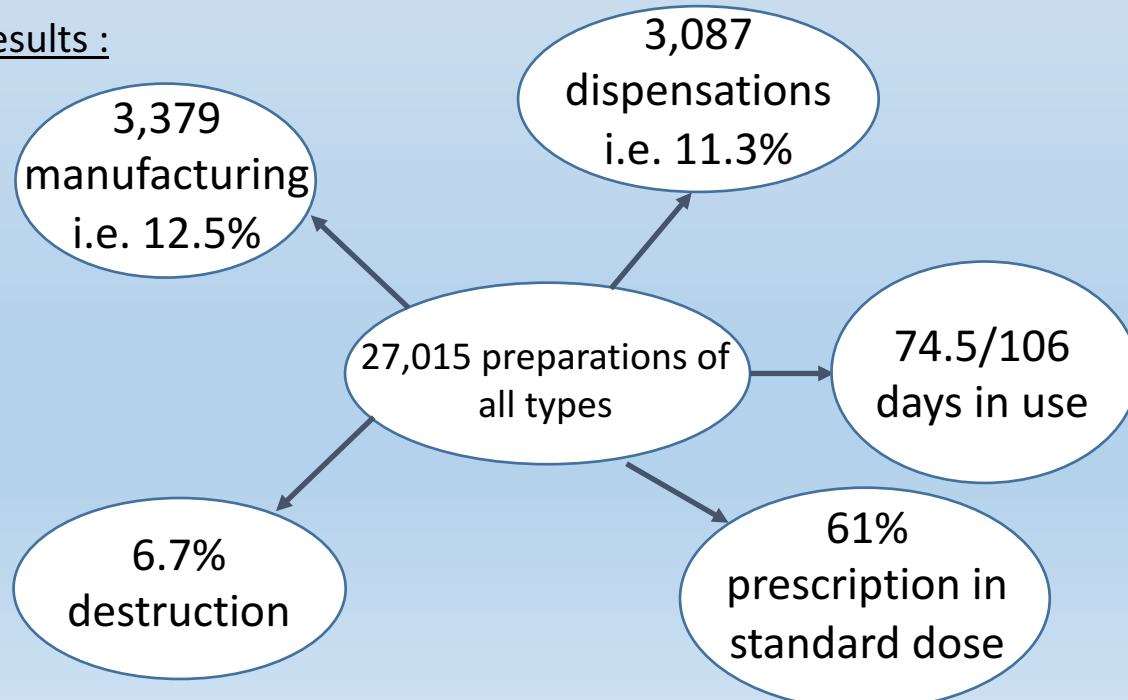 esults :
3,379
manufacturing
i.e. 12.5%
3,087
dispensations
i.e. 11.3%
27,015 preparations of
all types
74.5/106
days in use
6.7%
destruction
61%
prescription in
standard dose